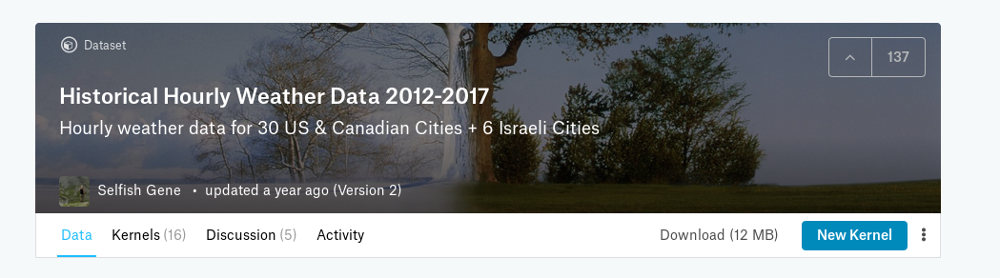 Dataset
137
Historical Hourly Weather Data 2012-2017
Hourly weather data for 30 US & Canadian Cities + 6 Israeli Cities
Selfish Gene • updated a year ago (Version 2)
Data Kernels (16) Discussion (5) Activity Download (12 MB) New Kernel